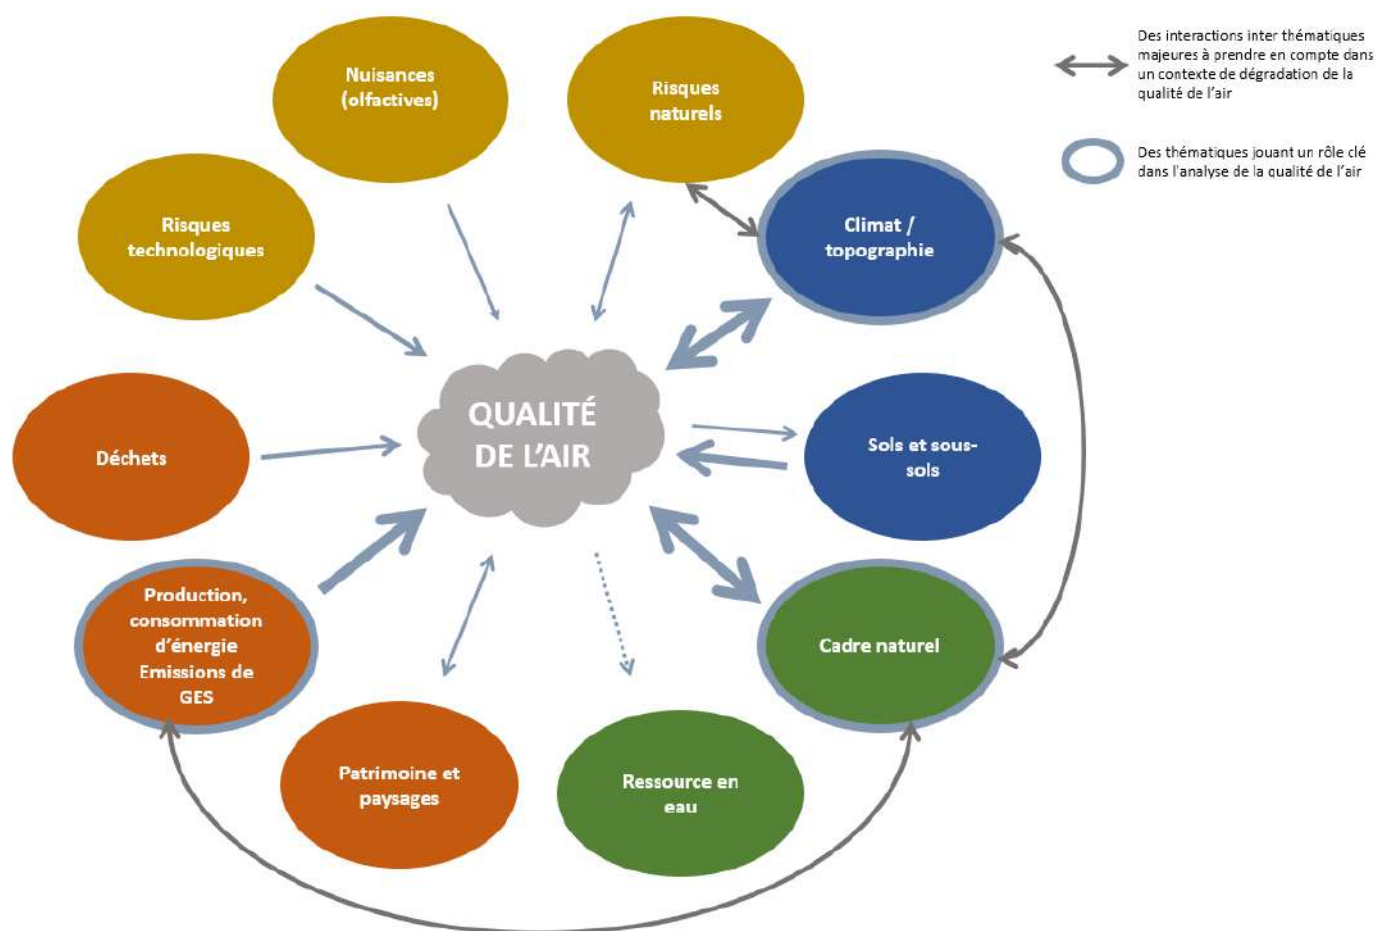 Nuisances
(olfactives)
Risques
naturels
Des interactions inter thématiques
majeures à prendre en compte dans
un contexte de dégradation de la
qualité de l’air
Des thématiques jouant un rôle clé
dans l’analyse de la qualité de l’air
Risques
technologiques
Climat /
topographie
QUALITÉ
DE L’AIR
Déchets
Sols et sous-
sols
Production,
consommation
d’énergie
Emissions de
GES
Cadre naturel
Patrimoine et
paysages
Ressource en
eau